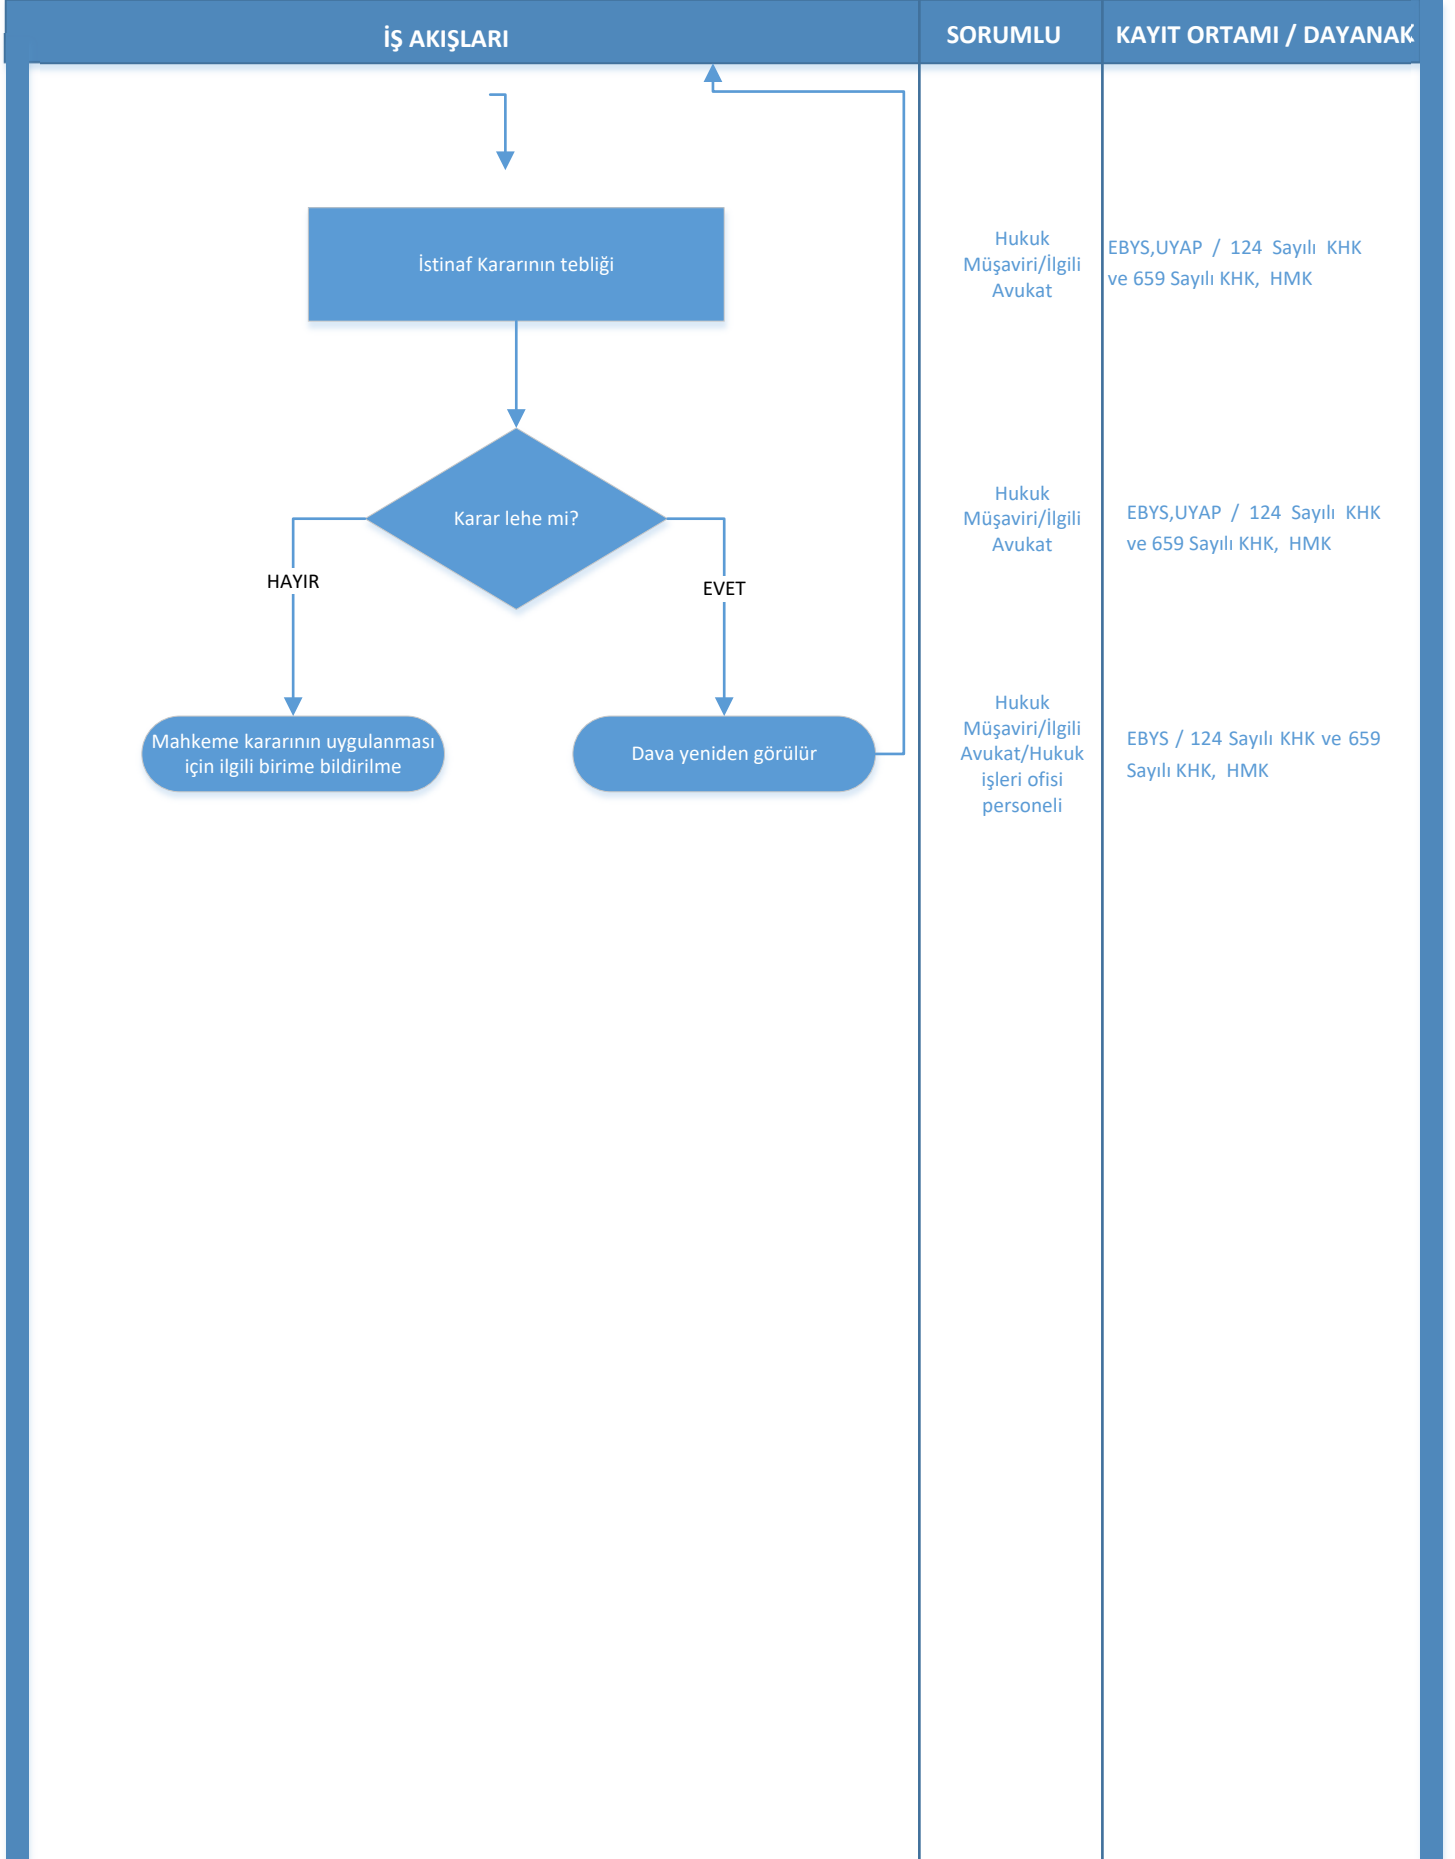 İŞ AKIŞLARI
SORUMLU
KAYIT ORTAMI / DAYANAK
İstinaf Kararının tebliği
Hukuk
Müşaviri/İlgili
Avukat
EBYS,UYAP / 124 Sayılı KHK
ve 659 Sayılı KHK, HMK
Karar lehe mi?
HAYIR
EVET
Hukuk
Müşaviri/İlgili
Avukat
EBYS,UYAP / 124 Sayılı KHK
ve 659 Sayılı KHK, HMK
Mahkeme kararının uygulanması
için ilgili birime bildirilme
Dava yeniden görülür
Hukuk
Müşaviri/İlgili
Avukat/Hukuk
işleri ofisi
personeli
EBYS / 124 Sayılı KHK ve 659
Sayılı KHK, HMK